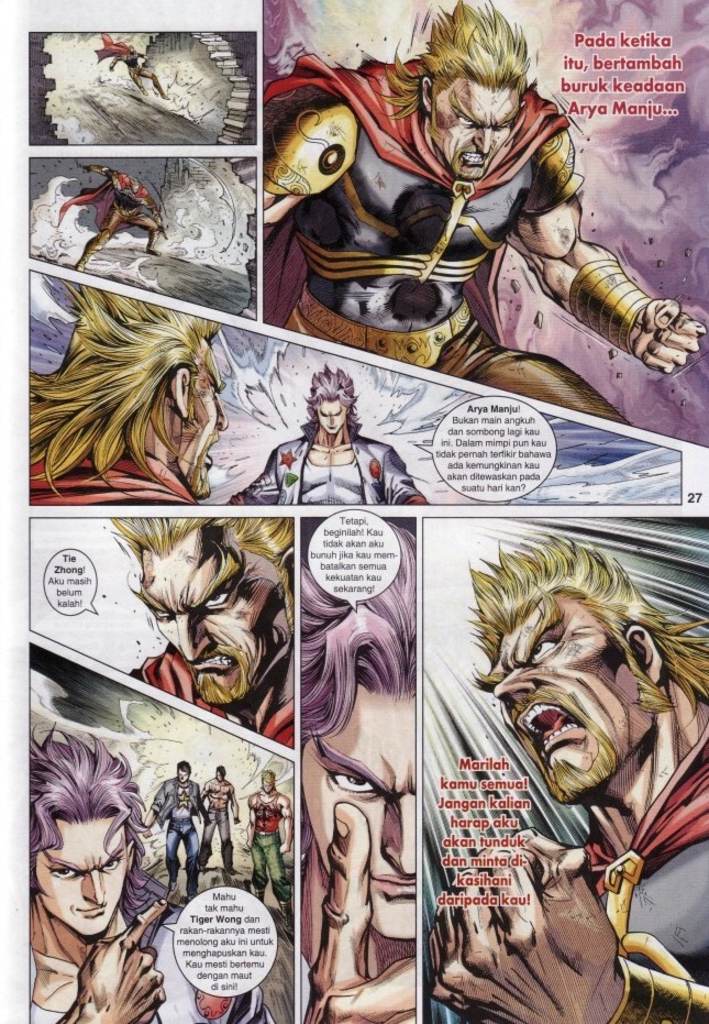 Pada ketika
itu, bertambah
buruk keadaan
Arya Manju...
Arya Manju!
Bukan main angkuh
dan sombong lagi kau
ini. Dalam mimpi pun kau
tidak pernah terfikir bahawa
ada kemungkinan kau
akan ditewaskan pada
suatu hari kan?
27
Tie
Zhong!
Aku masih
belum
kalah!
Tetapi,
beginilah! Kau
tidak akan aku
bunuh jika kau mem-
batalkan semua
kekuatan kau
sekarang!
Marilah
kamu semua!
Jangan kalian
harap aku
akan tunduk
dan minta di-
kasihani
daripada kau!
Mahu
tak mahu
Tiger Wong dan
rakan-rakannya mesti
menolong aku ini untuk
menghapuskan kau.
Kau mesti bertemu
dengan maut
di sini!